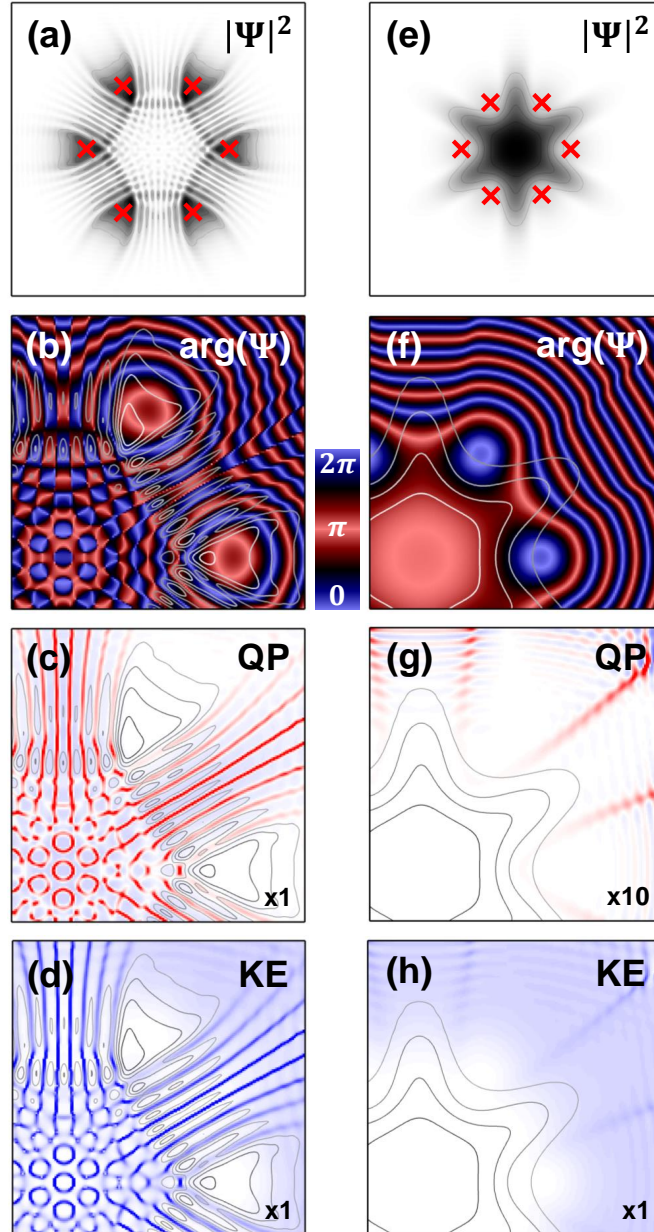 (a) |Ψ|²
(e) |Ψ|²
(b) arg(Ψ)
(f) arg(Ψ)
2π
π
0
(c) QP
x1
(g) QP
x10
(d) KE
x1
(h) KE
x1